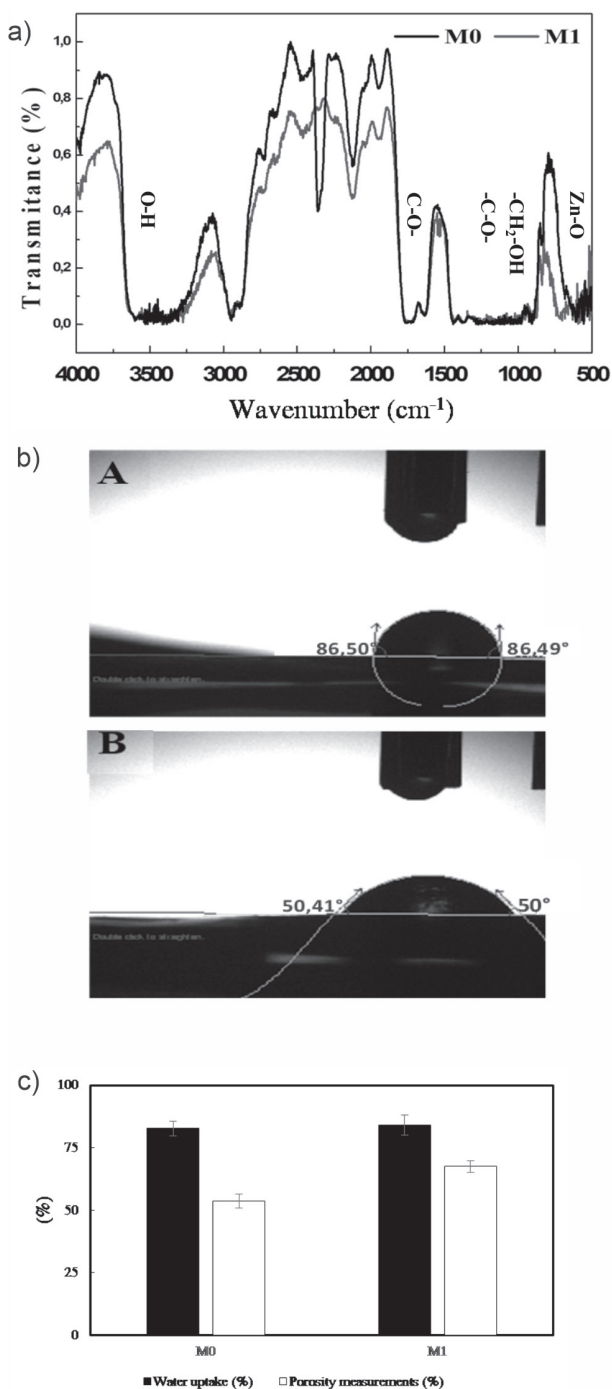 a)
M0 M1
Transmitance (%)
1,0
0,8
0,6
0,4
0,2
0,0
O-H
C-O-
-C-O-
-CH₂-OH
Zn-O
4000 3500 3000 2500 2000 1500 1000 500
Wavenumber (cm⁻¹)
b)
A
86,50° 86,49°
Double click to straighten.
B
50,41° 50°
Double click to straighten.
c)
100
75
50
25
0
(%)
M0 M1
Water uptake (%) Porosity measurements (%)